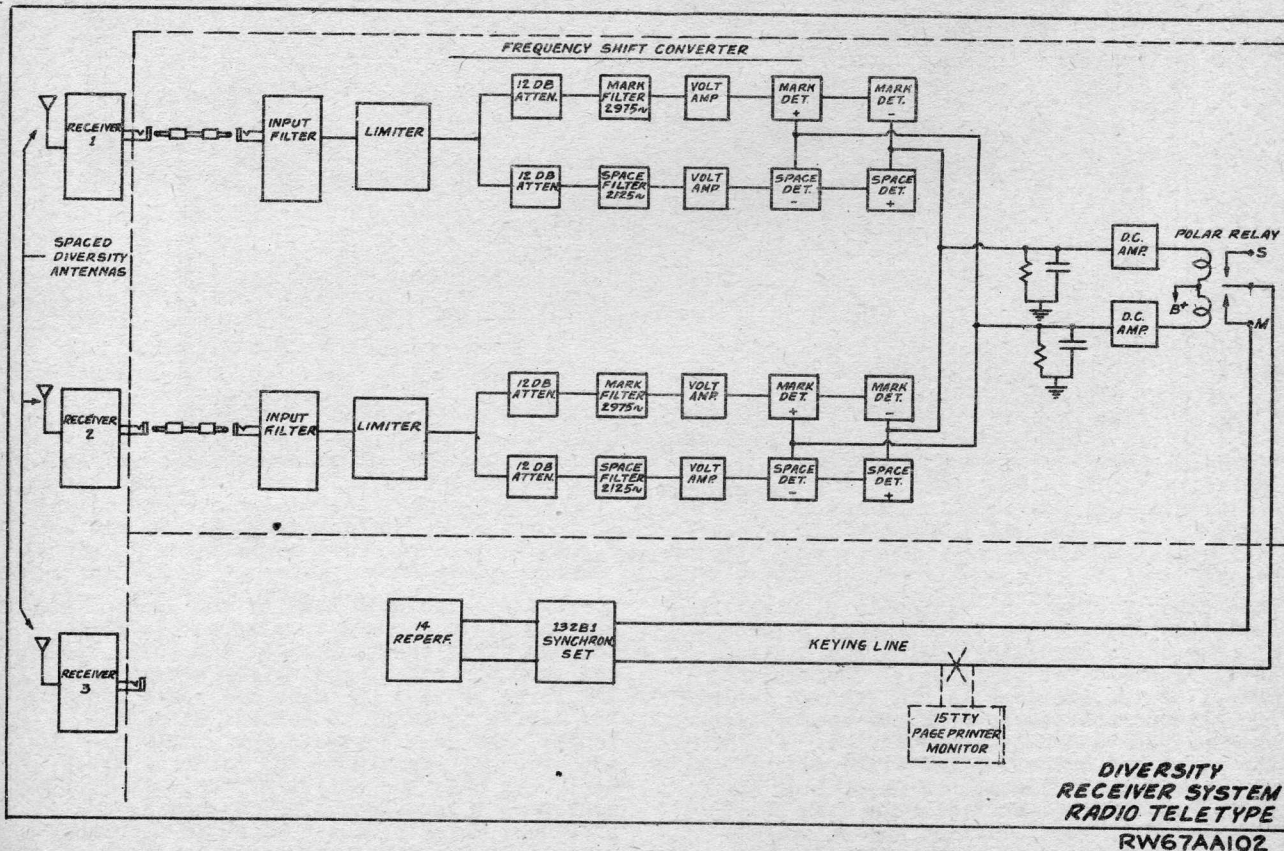 FREQUENCY SHIFT CONVERTER
RECEIVER
1
INPUT
FILTER
LIMITER
12 DB
ATTEN.
MARK
FILTER
2975~
VOLT
AMP
MARK
DET.
+
MARK
DET.
-
12 DB
ATTEN.
SPACE
FILTER
2125~
VOLT
AMP
SPACE
DET.
-
SPACE
DET.
+
SPACED
DIVERSITY
ANTENNAS
D.C.
AMP.
POLAR RELAY
S
B+
M
D.C.
AMP.
RECEIVER
2
INPUT
FILTER
LIMITER
12 DB
ATTEN.
MARK
FILTER
2975~
VOLT
AMP.
MARK
DET.
+
MARK
DET.
-
12 DB
ATTEN.
SPACE
FILTER
2125~
VOLT
AMP.
SPACE
DET.
-
SPACE
DET.
+
RECEIVER
3
14
REPERF.
132B1
SYNCHRON.
SET
KEYING LINE
15 TTY
PAGE PRINTER
MONITOR
DIVERSITY
RECEIVER SYSTEM
RADIO TELETYPE
RW67AA102